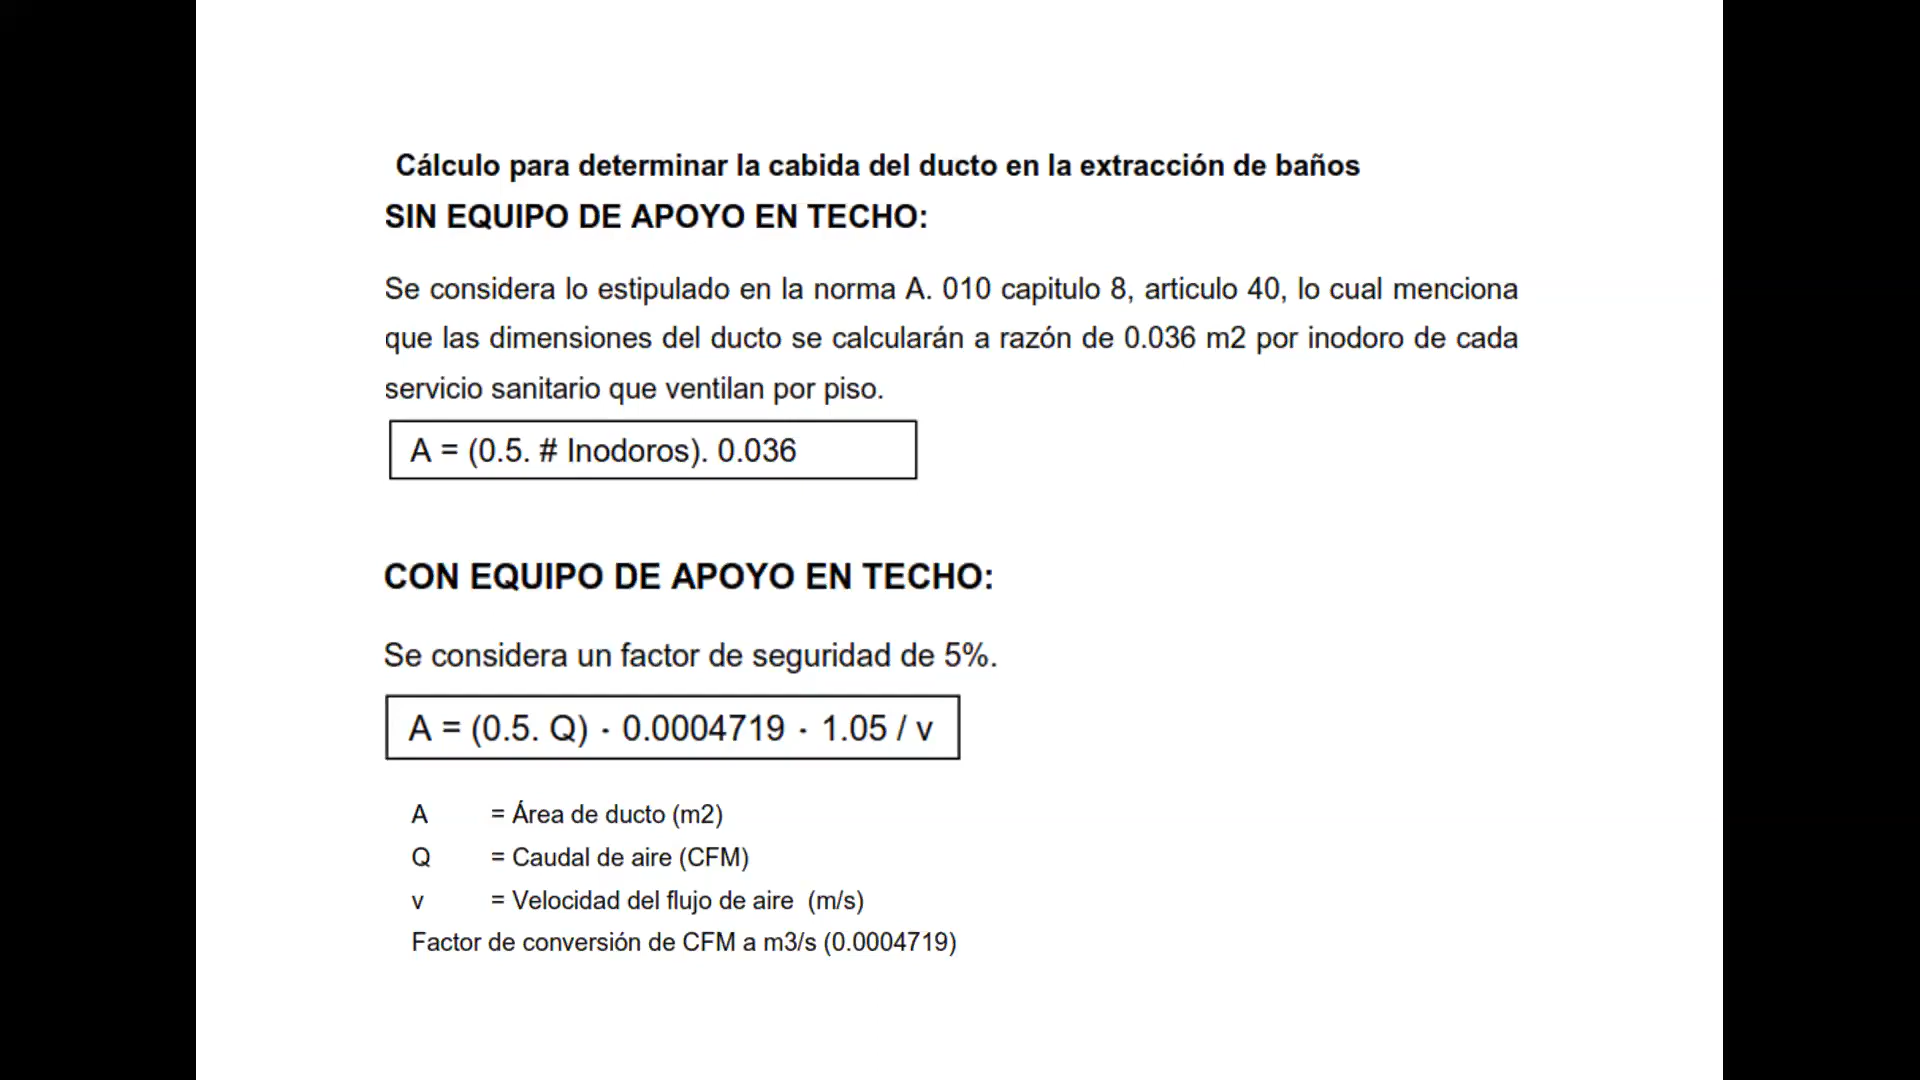 Cálculo para determinar la cabida del ducto en la extracción de baños
SIN EQUIPO DE APOYO EN TECHO:
Se considera lo estipulado en la norma A. 010 capitulo 8, articulo 40, lo cual menciona
que las dimensiones del ducto se calcularán a razón de 0.036 m2 por inodoro de cada
servicio sanitario que ventilan por piso.
A = (0.5. # Inodoros). 0.036
CON EQUIPO DE APOYO EN TECHO:
Se considera un factor de seguridad de 5%.
A = (0.5. Q) · 0.0004719 · 1.05 / v
A = Área de ducto (m2)
Q = Caudal de aire (CFM)
v = Velocidad del flujo de aire (m/s)
Factor de conversión de CFM a m3/s (0.0004719)